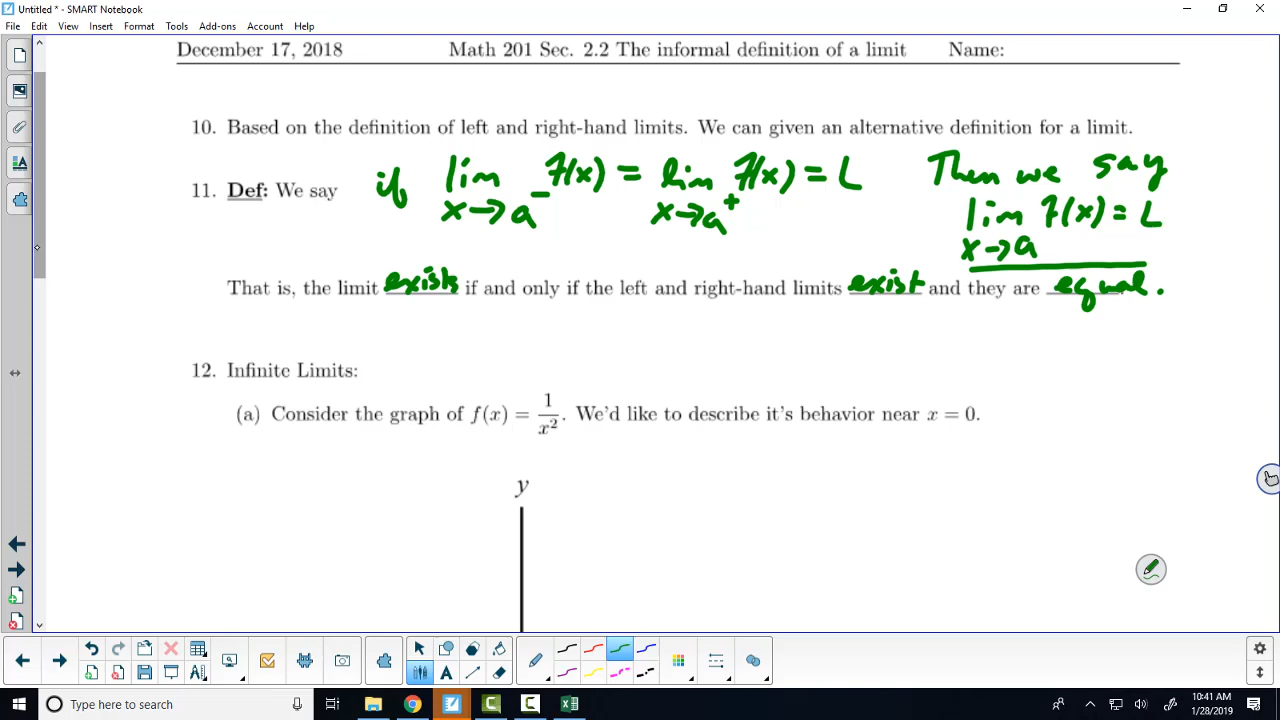 Untitled * - SMART Notebook
File Edit View Insert Format Tools Add-ons Account Help
December 17, 2018 Math 201 Sec. 2.2 The informal definition of a limit Name:
10. Based on the definition of left and right-hand limits. We can given an alternative definition for a limit.
11. Def: We say if lim x→a⁻ f(x) = lim x→a⁺ f(x) = L Then we say
lim x→a f(x) = L
That is, the limit exists if and only if the left and right-hand limits exist and they are equal.
12. Infinite Limits:
(a) Consider the graph of f(x) = 1/x². We'd like to describe it's behavior near x = 0.
y
Type here to search
10:41 AM
1/28/2019